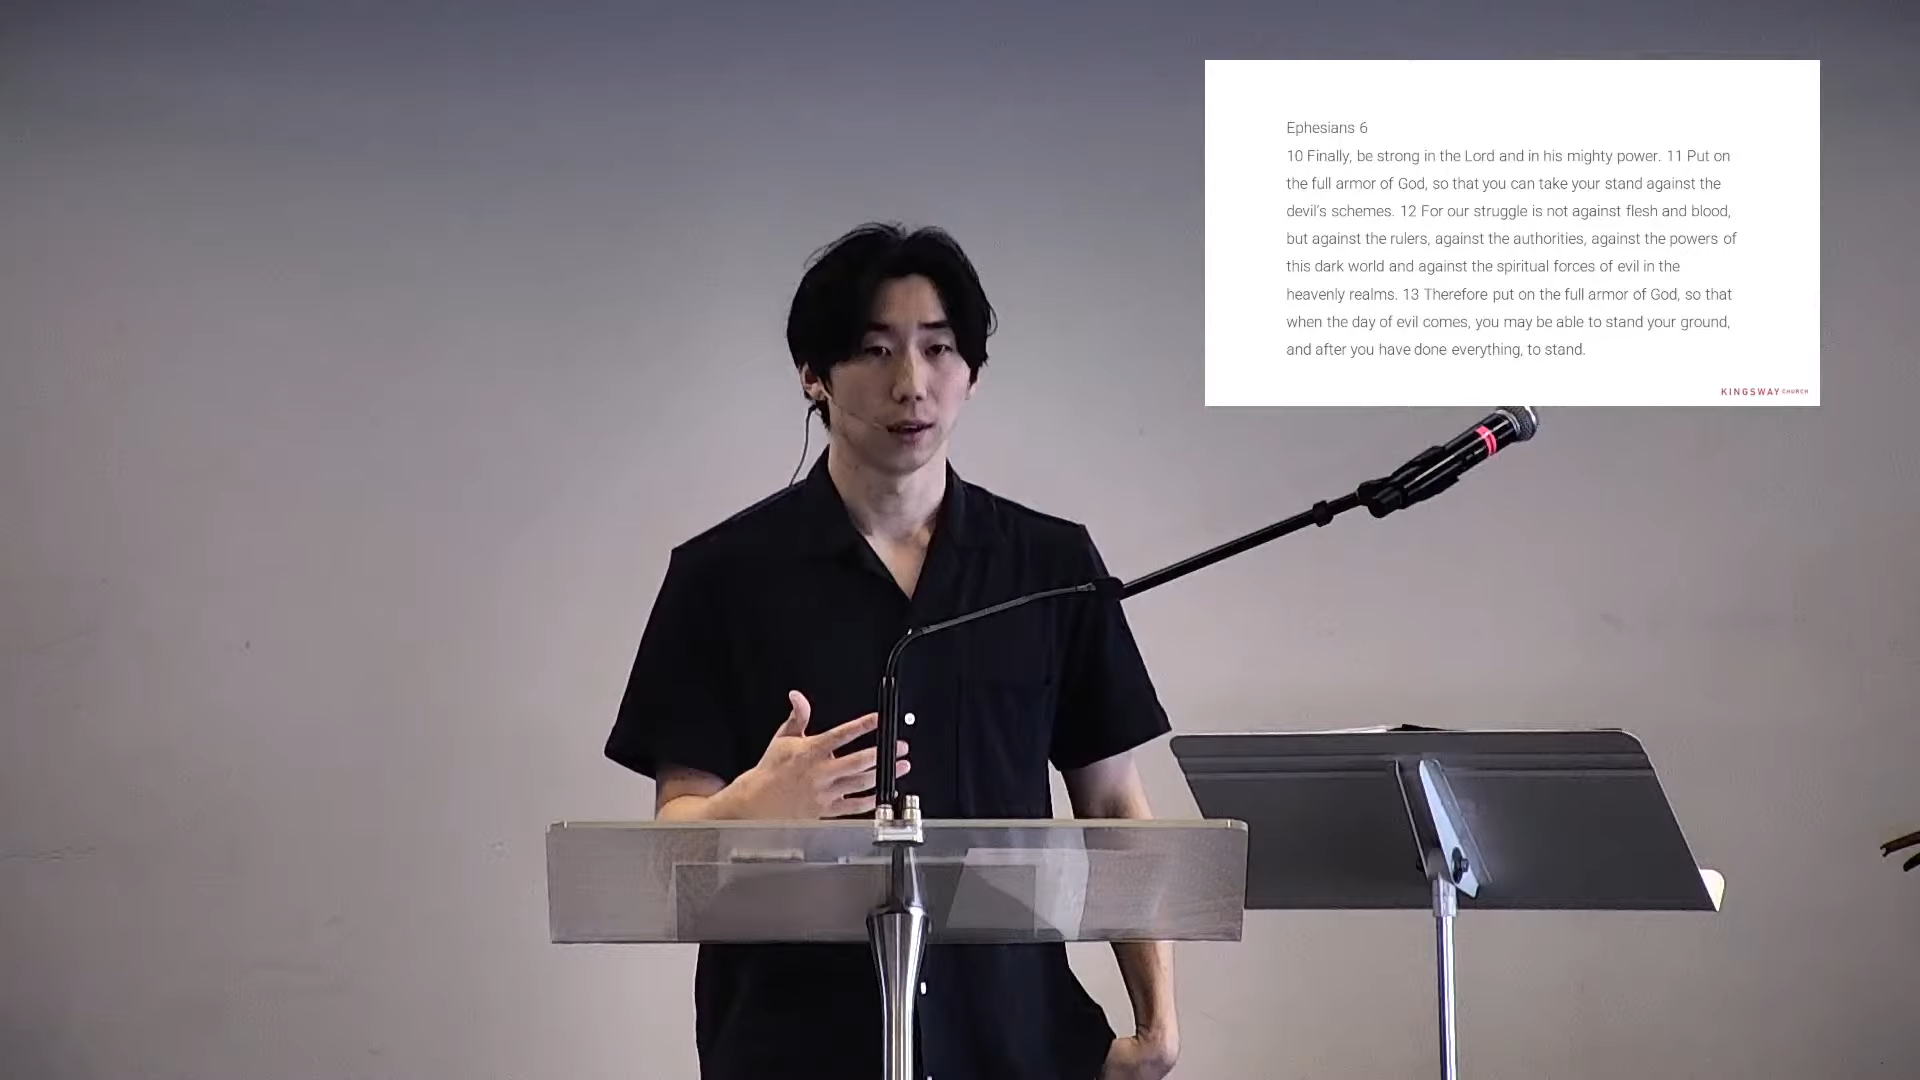 Ephesians 6
10 Finally, be strong in the Lord and in his mighty power. 11 Put on
the full armor of God, so that you can take your stand against the
devil's schemes. 12 For our struggle is not against flesh and blood,
but against the rulers, against the authorities, against the powers of
this dark world and against the spiritual forces of evil in the
heavenly realms. 13 Therefore put on the full armor of God, so that
when the day of evil comes, you may be able to stand your ground,
and after you have done everything, to stand.
KINGSWAY CHURCH